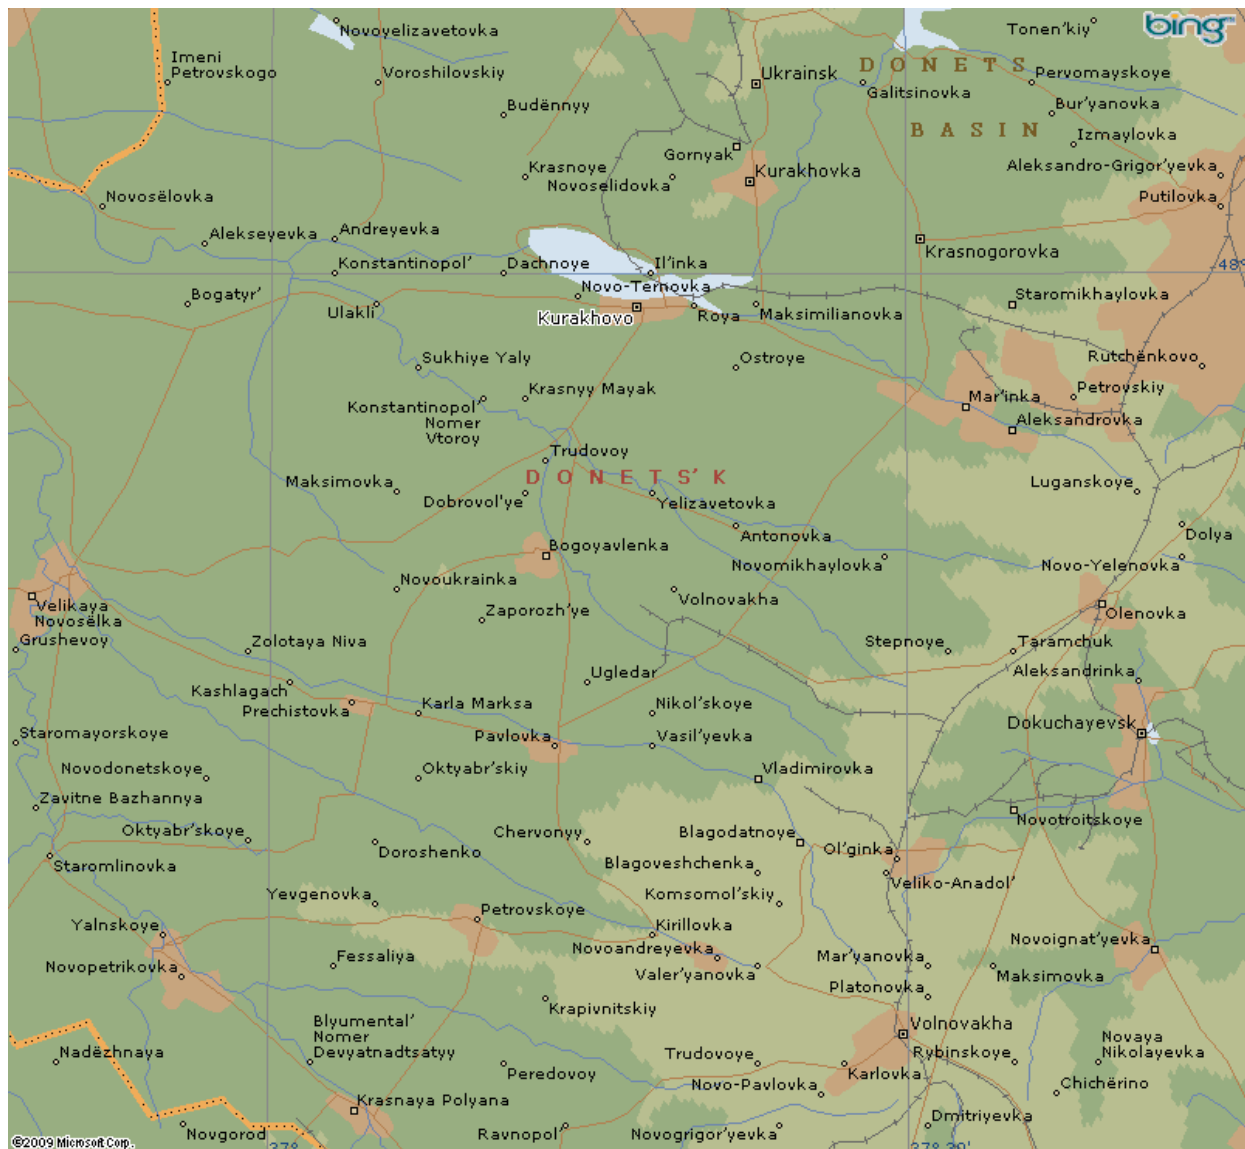 Novoyelizavetovka
Tonen'kiy
bing
Imeni
Petrovskogo
Voroshilovskiy
Ukrainsk
DONETS
Pervomayskoye
Galitsinovka
Budënnyy
Bur'yanovka
BASIN
Izmaylovka
Gornyak
Krasnoye
Novoselidovka
Kurakhovka
Aleksandro-Grigor'yevka
Novosëlovka
Putilovka
Alekseyevka
Andreyevka
Krasnogorovka
Konstantinopol'
Dachnoye
Il'inka
48°
Bogatyr'
Novo-Ternovka
Staromikhaylovka
Ulakli
Kurakhovo
Roya
Maksimilianovka
Sukhiye Yaly
Ostroye
Rutchënkovo
Krasnyy Mayak
Petrovskiy
Konstantinopol'
Nomer
Vtoroy
Mar'inka
Aleksandrovka
Trudovoy
DONETS'K
Maksimovka
Luganskoye
Dobrovol'ye
Yelizavetovka
Antonovka
Dolya
Bogoyavlenka
Novomikhaylovka
Novo-Yelenovka
Novoukrainka
Volnovakha
Velikaya
Novosëlka
Zaporozh'ye
Olenovka
Grushevoy
Zolotaya Niva
Stepnoye
Taramchuk
Ugledar
Aleksandrinka
Kashlagach
Prechistovka
Karla Marksa
Nikol'skoye
Dokuchayevsk
Staromayorskoye
Pavlovka
Vasil'yevka
Novodonetskoye
Oktyabr'skiy
Vladimirovka
Zavitne Bazhannya
Novotroitskoye
Oktyabr'skoye
Chervonyy
Blagodatnoye
Doroshenko
Ol'ginka
Staromlinovka
Blagoveshchenka
Veliko-Anadol'
Yevgenovka
Komsomol'skiy
Petrovskoye
Yalnskoye
Kirillovka
Novoignat'yevka
Novoandreyevka
Fessaliya
Mar'yanovka
Novopetrikovka
Valer'yanovka
Maksimovka
Platonovka
Krapivnitskiy
Blyumental'
Nomer
Devyatnadtsatyy
Volnovakha
Novaya
Nikolayevka
Nadëzhnaya
Trudovoye
Rybinskoye
Peredovoy
Karlovka
Novo-Pavlovka
Chichërino
Krasnaya Polyana
Dmitriyevka
Novgorod
Ravnopol'
Novogrigor'yevka
37°
37° 30'
©2009 Microsoft Corp.